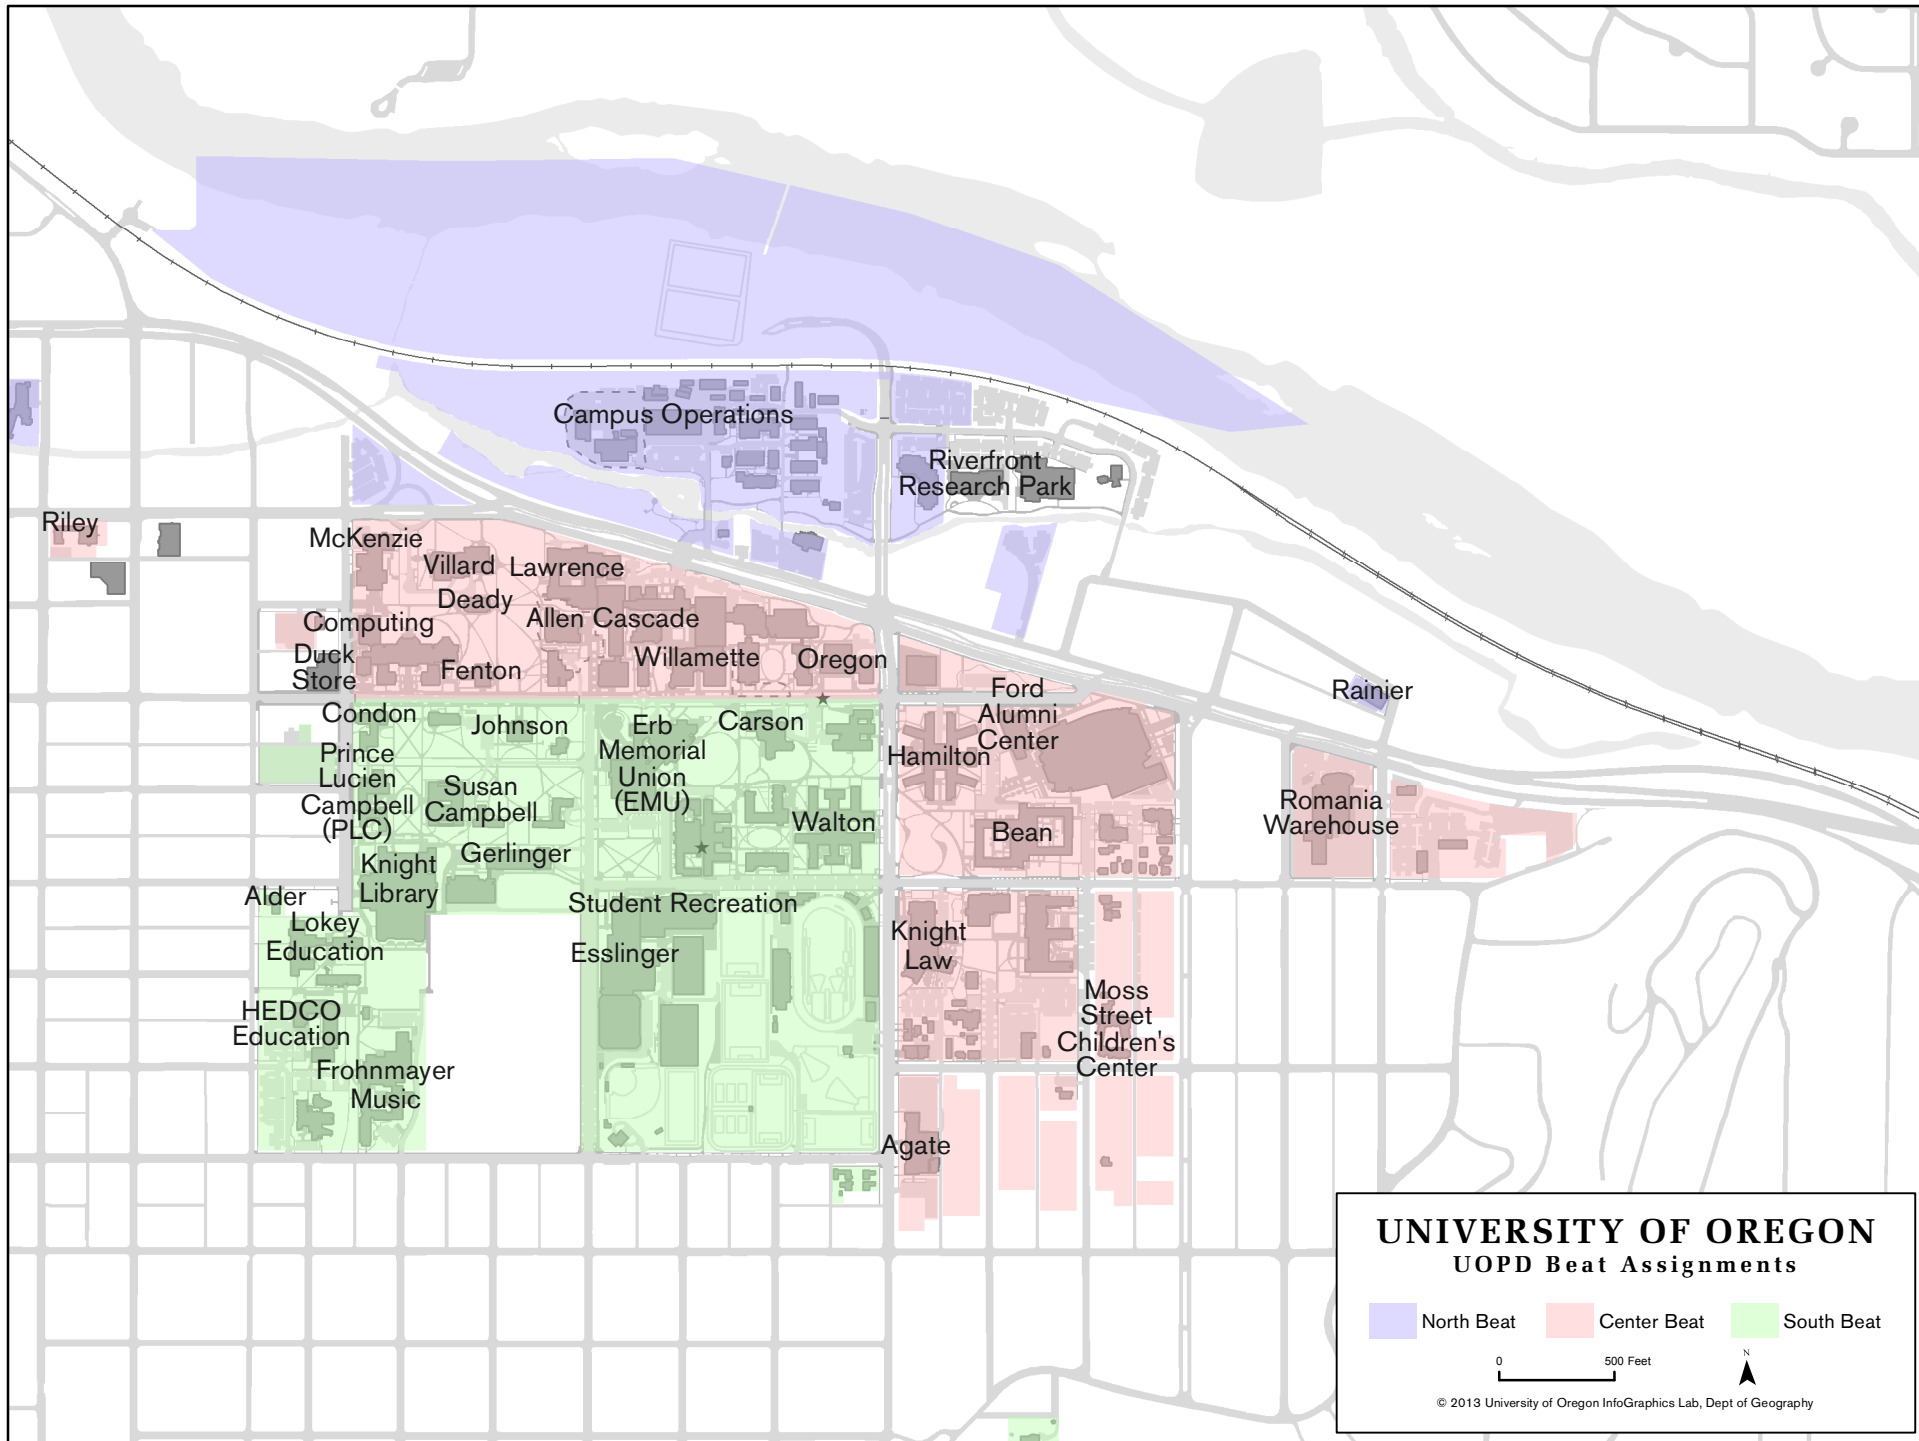 Campus Operations
Riverfront
Research Park
Riley
McKenzie
Villard
Lawrence
Deady
Allen
Cascade
Computing
Duck
Store
Fenton
Willamette
Oregon
Ford
Alumni
Center
Rainier
Condon
Johnson
Erb
Memorial
Union
(EMU)
Carson
Hamilton
Prince
Lucien
Campbell
(PLC)
Susan
Campbell
Walton
Bean
Romania
Warehouse
Gerlinger
Knight
Library
Alder
Lokey
Education
Student Recreation
Esslinger
Knight
Law
HEDCO
Education
Moss
Street
Children's
Center
Frohnmayer
Music
Agate
UNIVERSITY OF OREGON
UOPD Beat Assignments
North Beat
Center Beat
South Beat
0
500 Feet
N
© 2013 University of Oregon InfoGraphics Lab, Dept of Geography